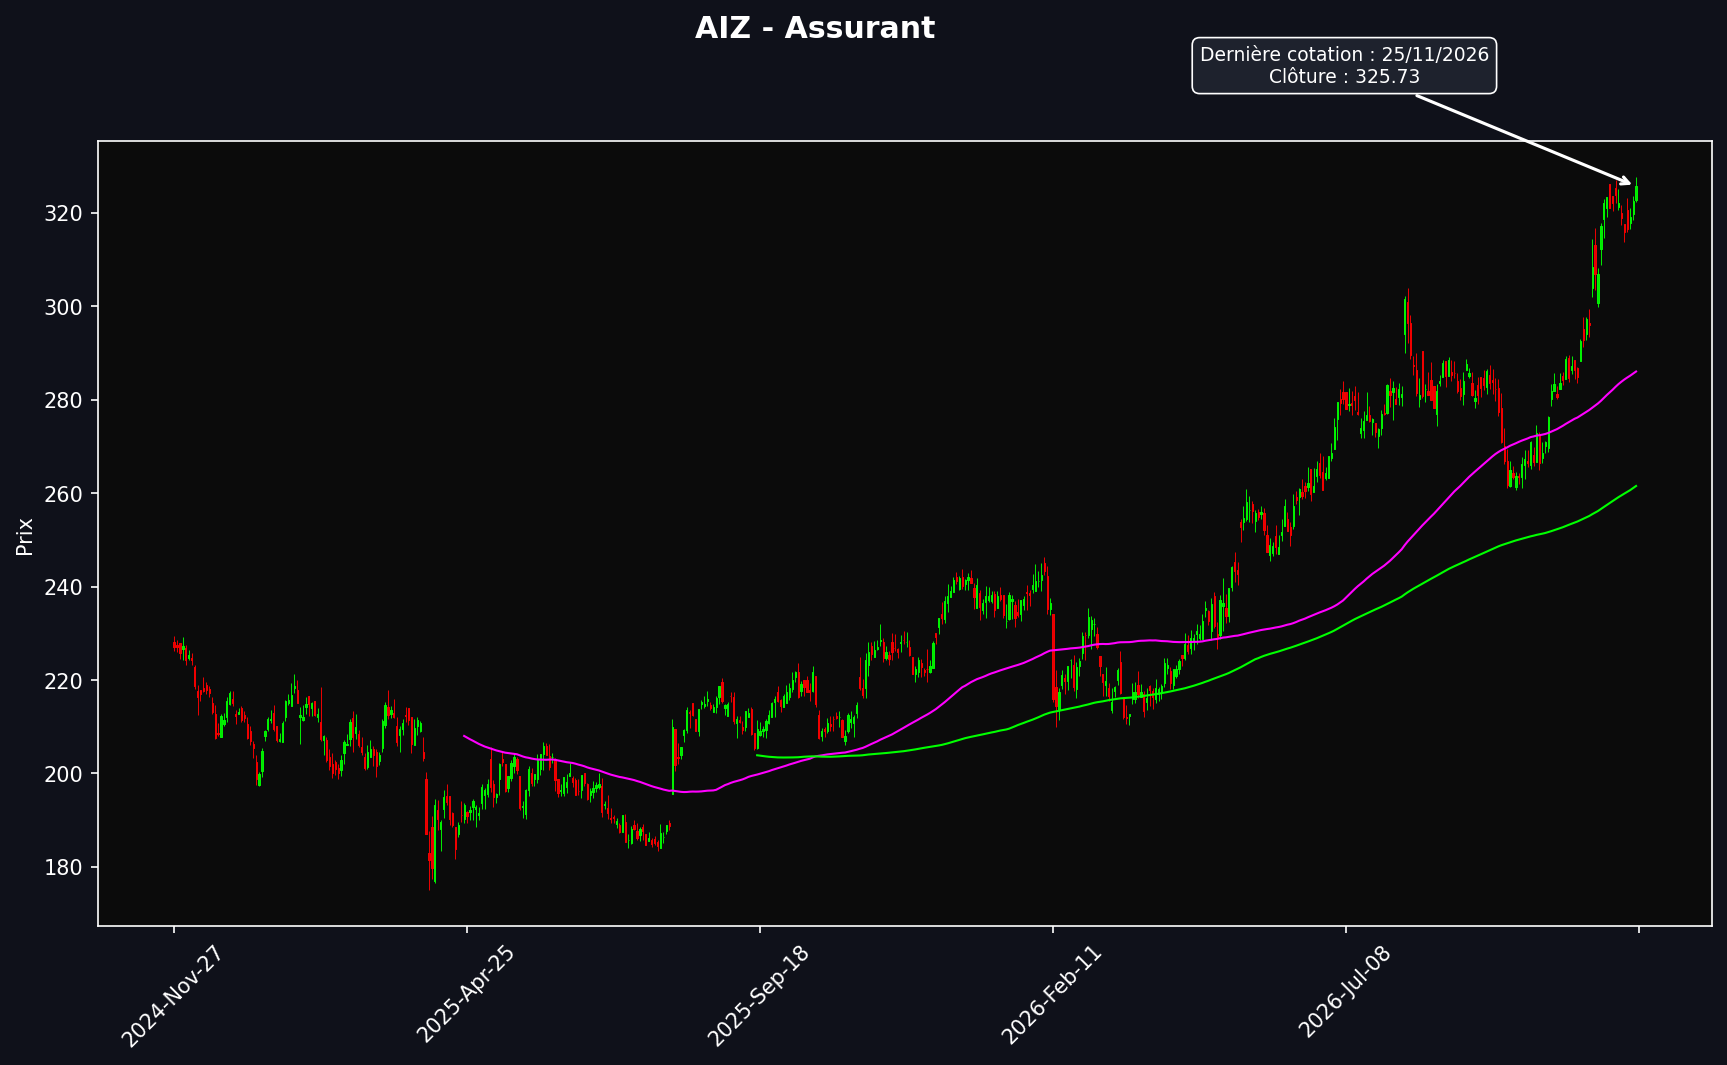 AIZ - Assurant
Dernière cotation : 25/11/2026
Clôture : 325.73
Prix
320
300
280
260
240
220
200
180
2024-Nov-27
2025-Apr-25
2025-Sep-18
2026-Feb-11
2026-Jul-08